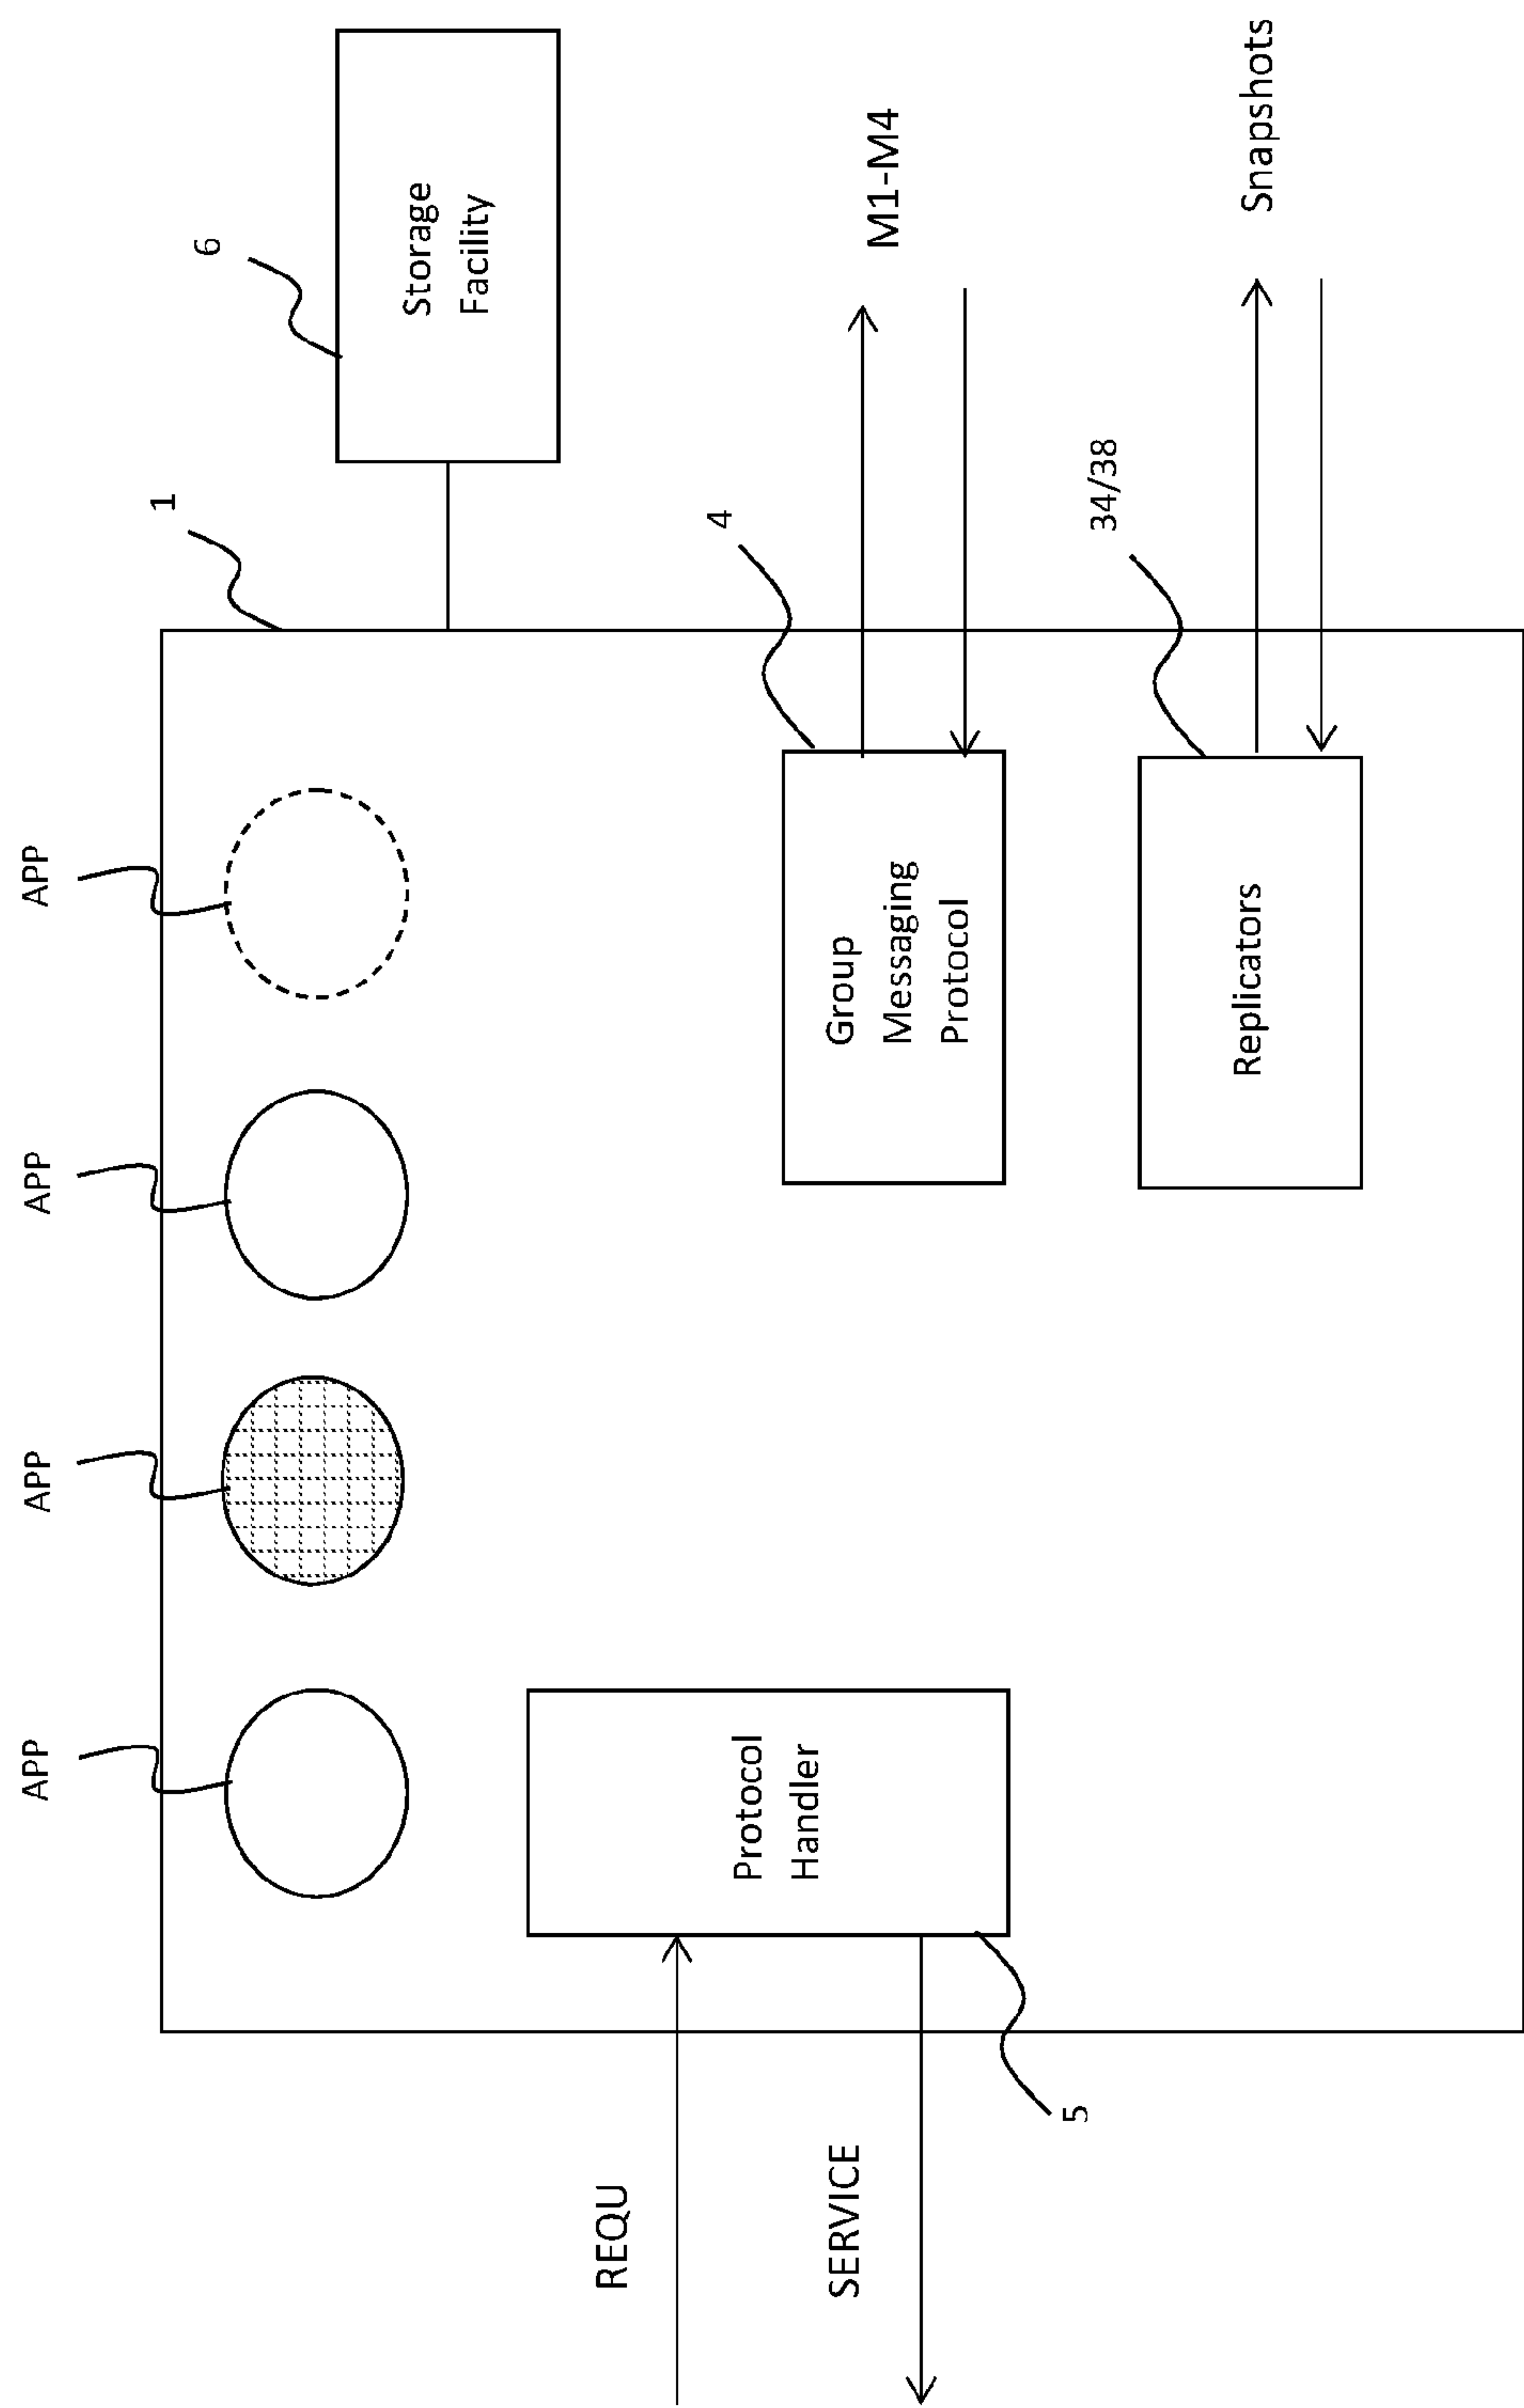 APP
APP
APP
APP
1
6
Storage
Facility
REQU
Protocol
Handler
SERVICE
5
4
Group
Messaging
Protocol
M1-M4
34/38
Replicators
Snapshots